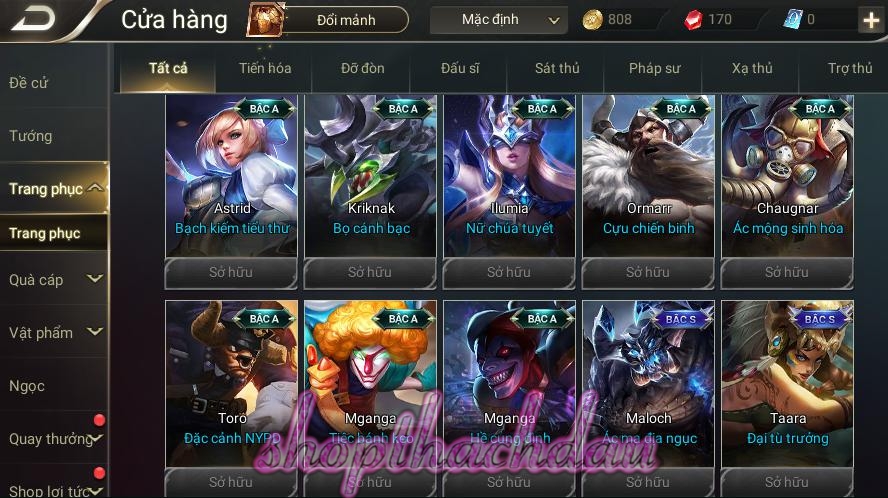 Cửa hàng
Đổi mảnh
Mặc định
808
170
0
+
Đề cử
Tướng
Trang phục
Trang phục
Quà cáp
Vật phẩm
Ngọc
Quay thưởng
Shop lợi tức
Tất cả
Tiến hóa
Đỡ đòn
Đấu sĩ
Sát thủ
Pháp sư
Xạ thủ
Trợ thủ
BẬC A
Astrid
Bạch kiếm tiểu thư
Sở hữu
BẬC A
Kriknak
Bọ cánh bạc
Sở hữu
BẬC A
Ilumia
Nữ chúa tuyết
Sở hữu
BẬC A
Ormarr
Cựu chiến binh
Sở hữu
BẬC A
Chaugnar
Ác mộng sinh hóa
Sở hữu
BẬC A
Toro
Đặc cảnh NYPD
Sở hữu
BẬC A
Mganga
Tiệc bánh kẹo
Sở hữu
BẬC A
Mganga
Hề cung đình
Sở hữu
BẬC S
Maloch
Ác ma địa ngục
Sở hữu
BẬC S
Taara
Đại tù trưởng
Sở hữu